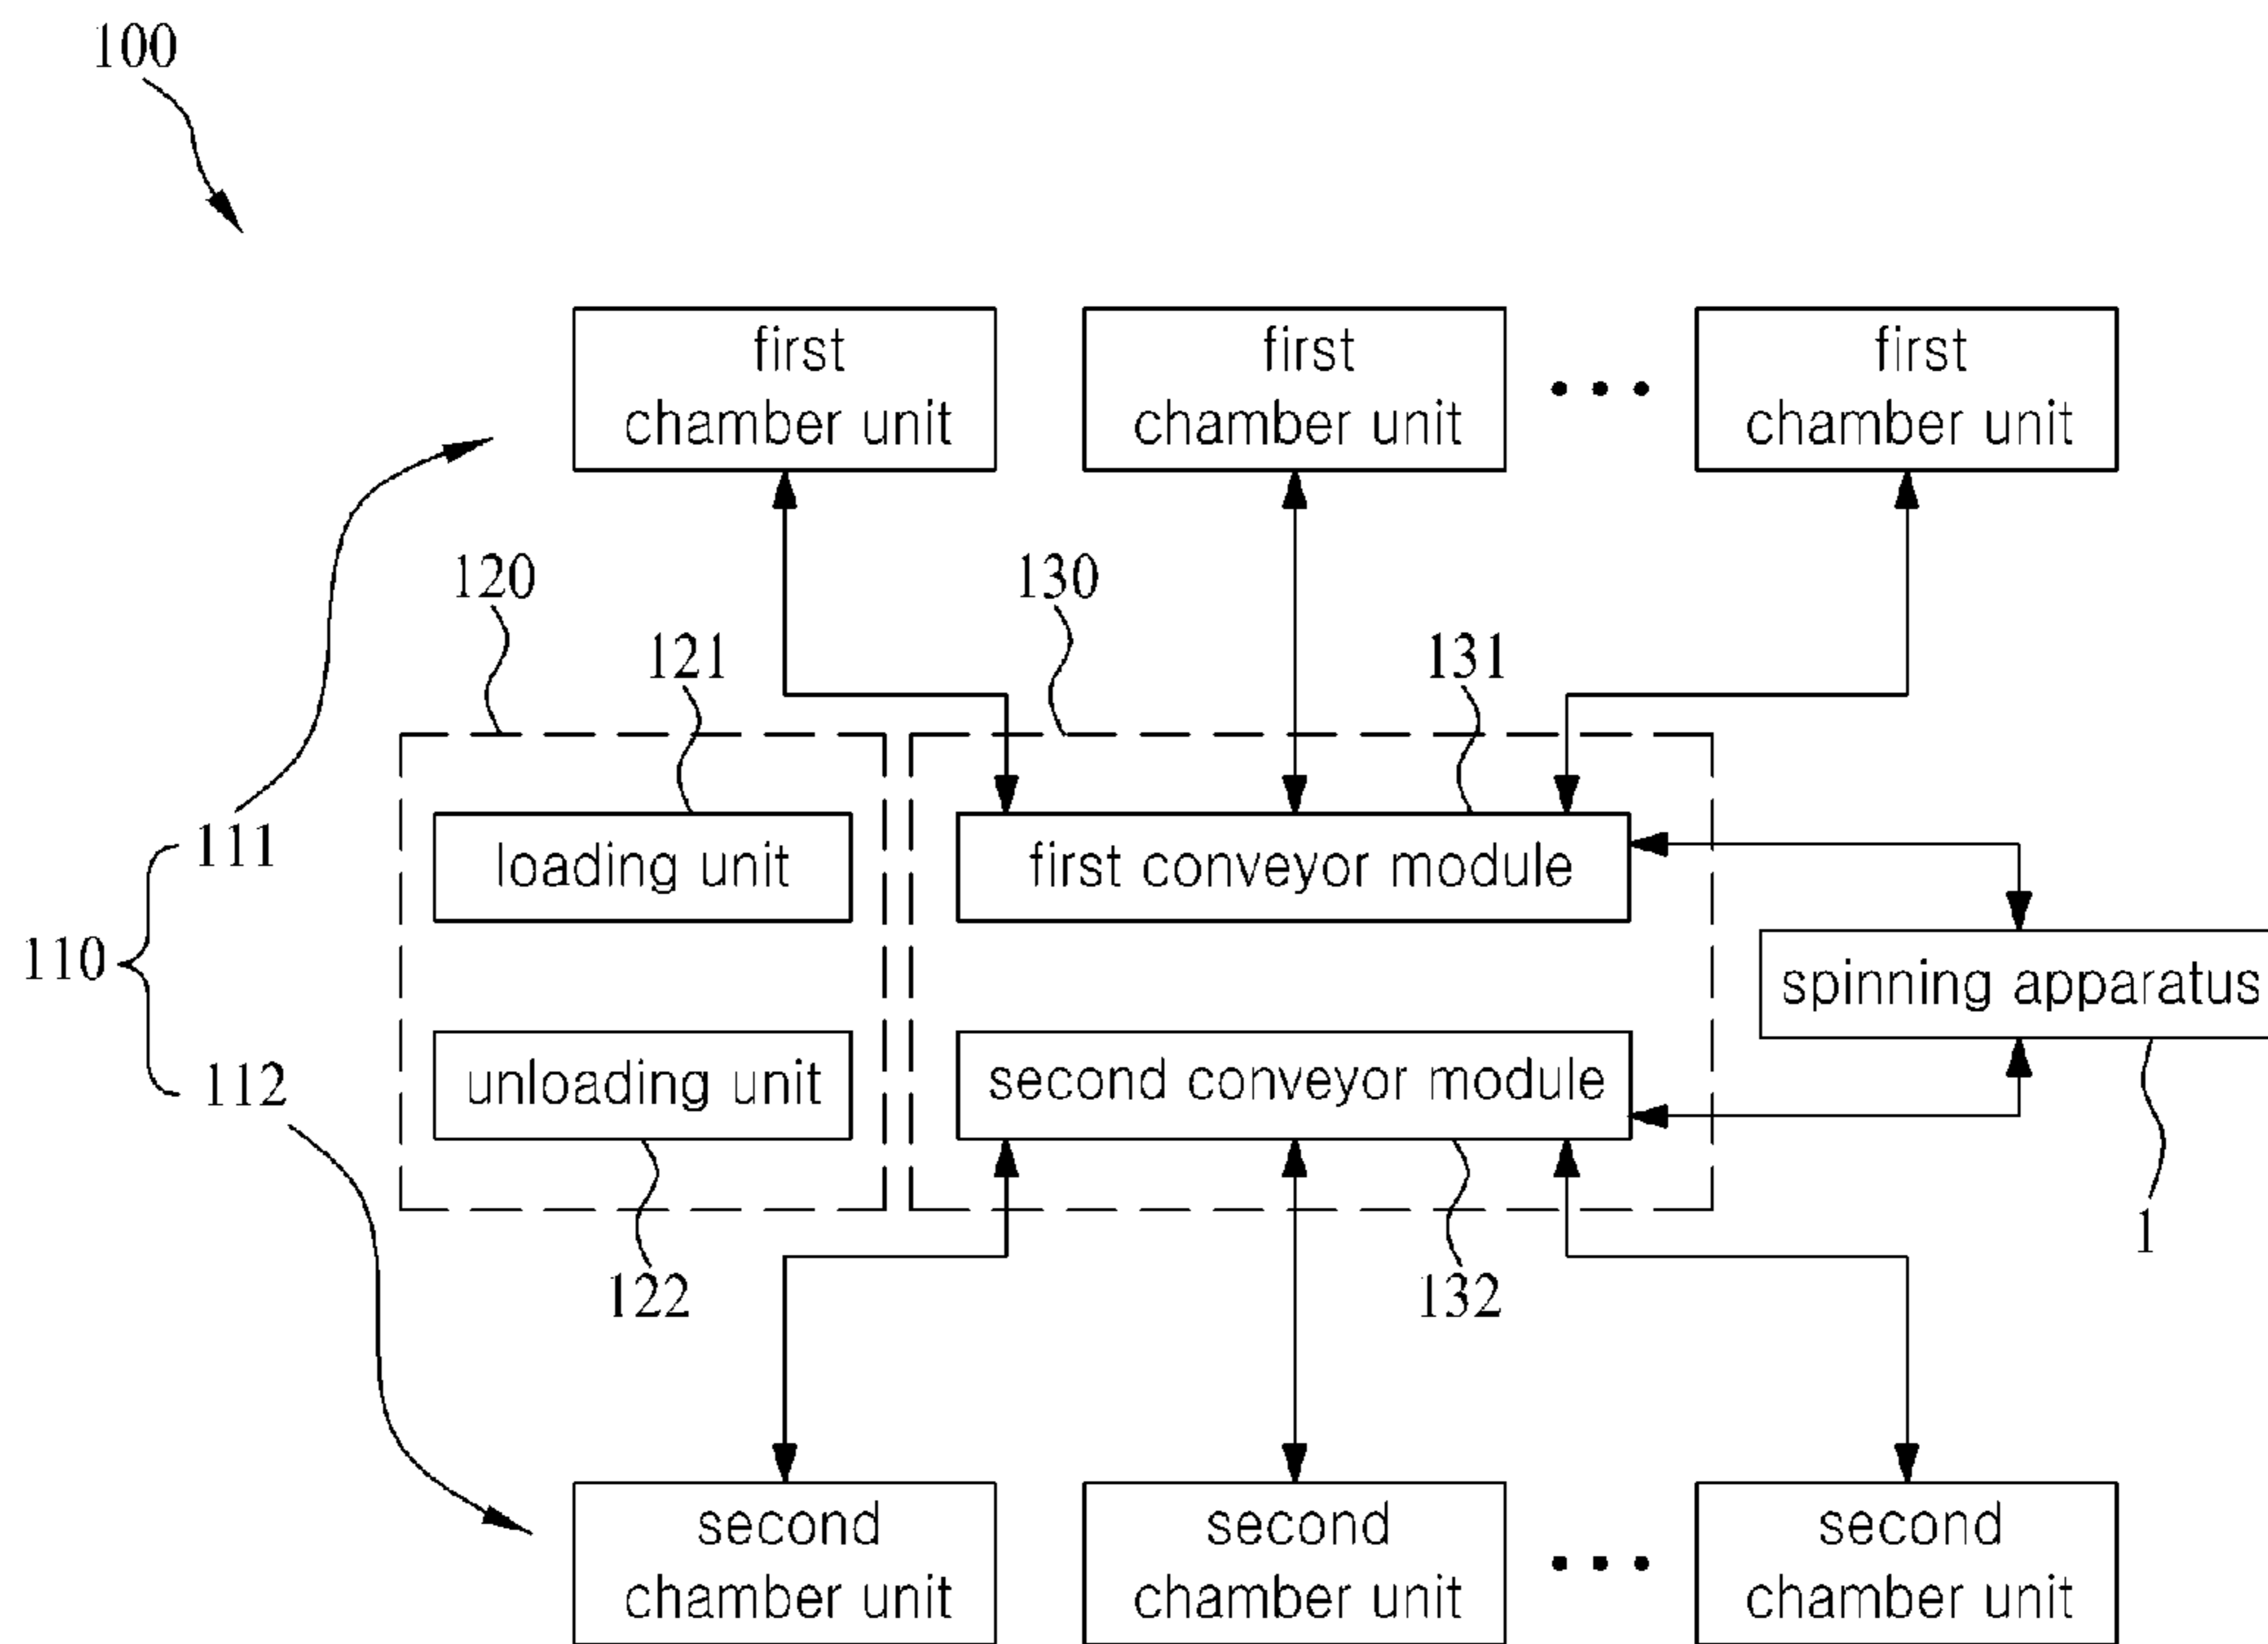 100
first
chamber unit
first
chamber unit
• • •
first
chamber unit
120
130
121
131
111
loading unit
first conveyor module
110
spinning apparatus
112
unloading unit
second conveyor module
1
122
132
second
chamber unit
second
chamber unit
• • •
second
chamber unit